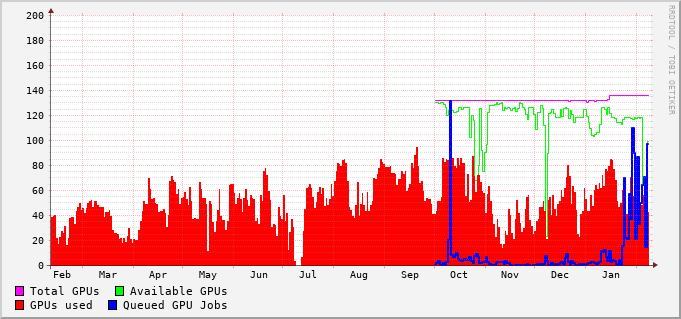 200
180
160
140
120
100
80
60
40
20
0
Feb Mar Apr May Jun Jul Aug Sep Oct Nov Dec Jan
Total GPUs Available GPUs
GPUs used Queued GPU Jobs
RRDTOOL / TOBI OETIKER